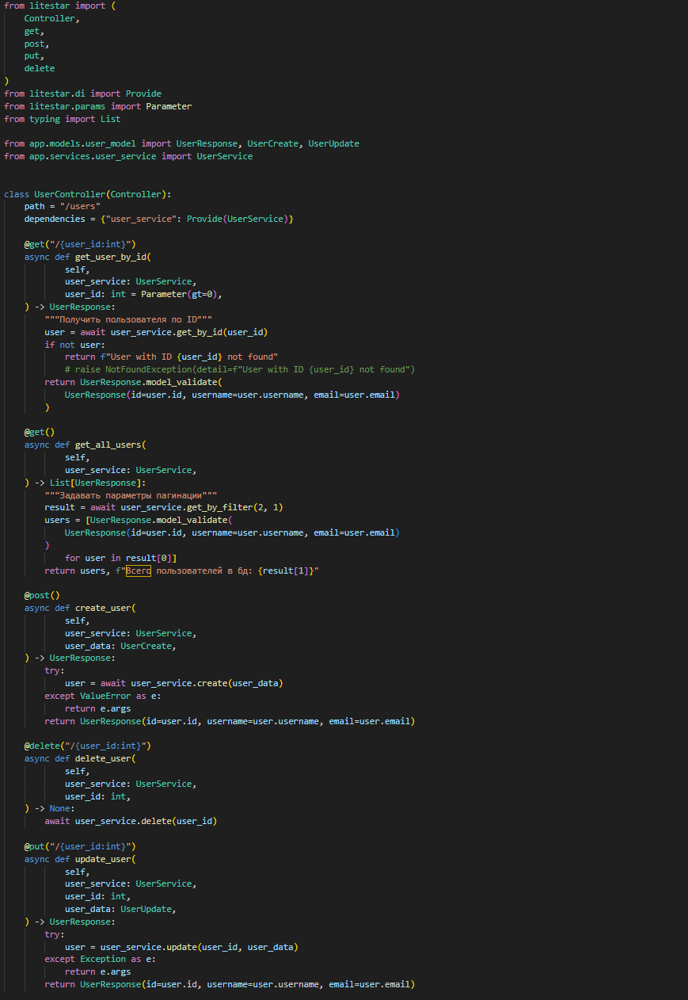 from litestar import (
    Controller,
    get,
    post,
    put,
    delete
)
from litestar.di import Provide
from litestar.params import Parameter
from typing import List

from app.models.user_model import UserResponse, UserCreate, UserUpdate
from app.services.user_service import UserService


class UserController(Controller):
    path = "/users"
    dependencies = {"user_service": Provide(UserService)}

    @get("/{user_id:int}")
    async def get_user_by_id(
            self,
            user_service: UserService,
            user_id: int = Parameter(gt=0),
    ) -> UserResponse:
        """Получить пользователя по ID"""
        user = await user_service.get_by_id(user_id)
        if not user:
            return f"User with ID {user_id} not found"
            # raise NotFoundException(detail=f"User with ID {user_id} not found")
        return UserResponse.model_validate(
            UserResponse(id=user.id, username=user.username, email=user.email)
        )

    @get()
    async def get_all_users(
            self,
            user_service: UserService,
    ) -> List[UserResponse]:
        """Задавать параметры пагинации"""
        result = await user_service.get_by_filter(2, 1)
        users = [UserResponse.model_validate(
            UserResponse(id=user.id, username=user.username, email=user.email)
        )
            for user in result[0]]
        return users, f"Всего пользователей в бд: {result[1]}"

    @post()
    async def create_user(
            self,
            user_service: UserService,
            user_data: UserCreate,
    ) -> UserResponse:
        try:
            user = await user_service.create(user_data)
        except ValueError as e:
            return e.args
        return UserResponse(id=user.id, username=user.username, email=user.email)

    @delete("/{user_id:int}")
    async def delete_user(
            self,
            user_service: UserService,
            user_id: int,
    ) -> None:
        await user_service.delete(user_id)

    @put("/{user_id:int}")
    async def update_user(
            self,
            user_service: UserService,
            user_id: int,
            user_data: UserUpdate,
    ) -> UserResponse:
        try:
            user = user_service.update(user_id, user_data)
        except Exception as e:
            return e.args
        return UserResponse(id=user.id, username=user.username, email=user.email)